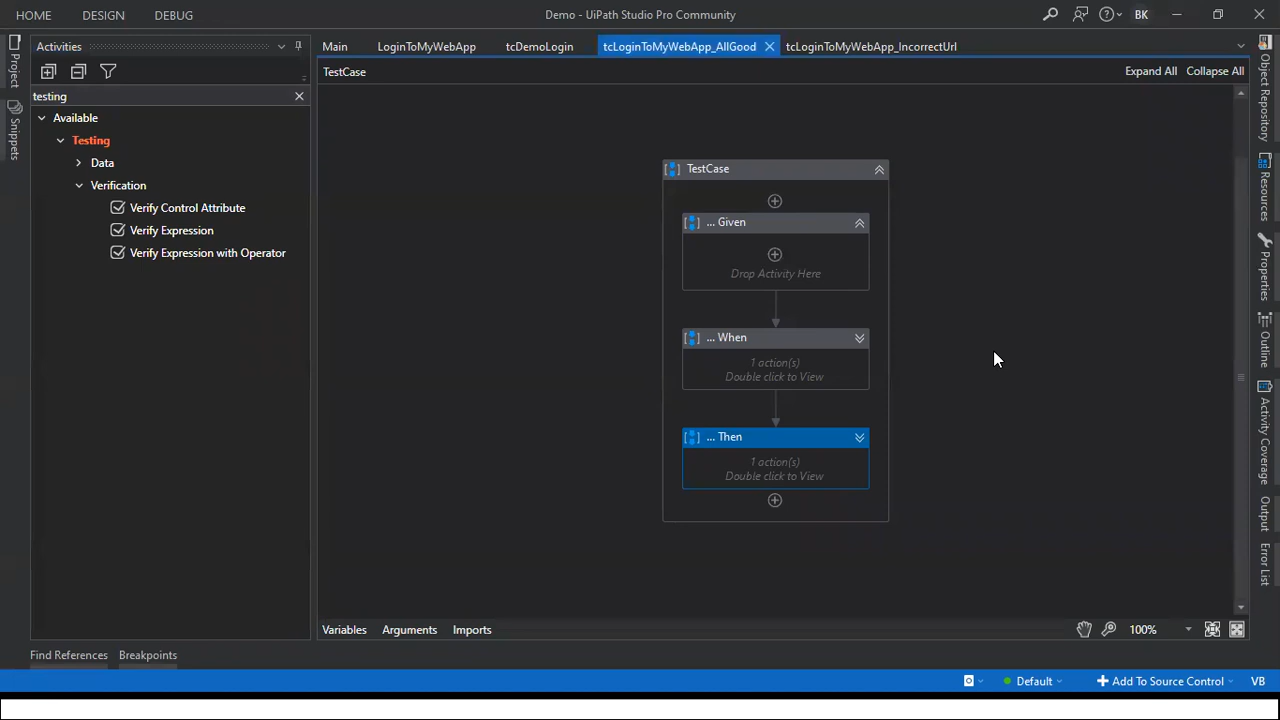 HOME DESIGN DEBUG
Demo - UiPath Studio Pro Community
BK
Activities
testing
Available
Testing
Data
Verification
Verify Control Attribute
Verify Expression
Verify Expression with Operator
Project
Snippets
Main LoginToMyWebApp tcDemoLogin tcLoginToMyWebApp_AllGood tcLoginToMyWebApp_IncorrectUrl
TestCase
Expand All Collapse All
TestCase
... Given
Drop Activity Here
... When
1 action(s)
Double click to View
... Then
1 action(s)
Double click to View
Object Repository
Resources
Properties
Outline
Activity Coverage
Output
Error List
Variables Arguments Imports
100%
Find References Breakpoints
Default
Add To Source Control
VB